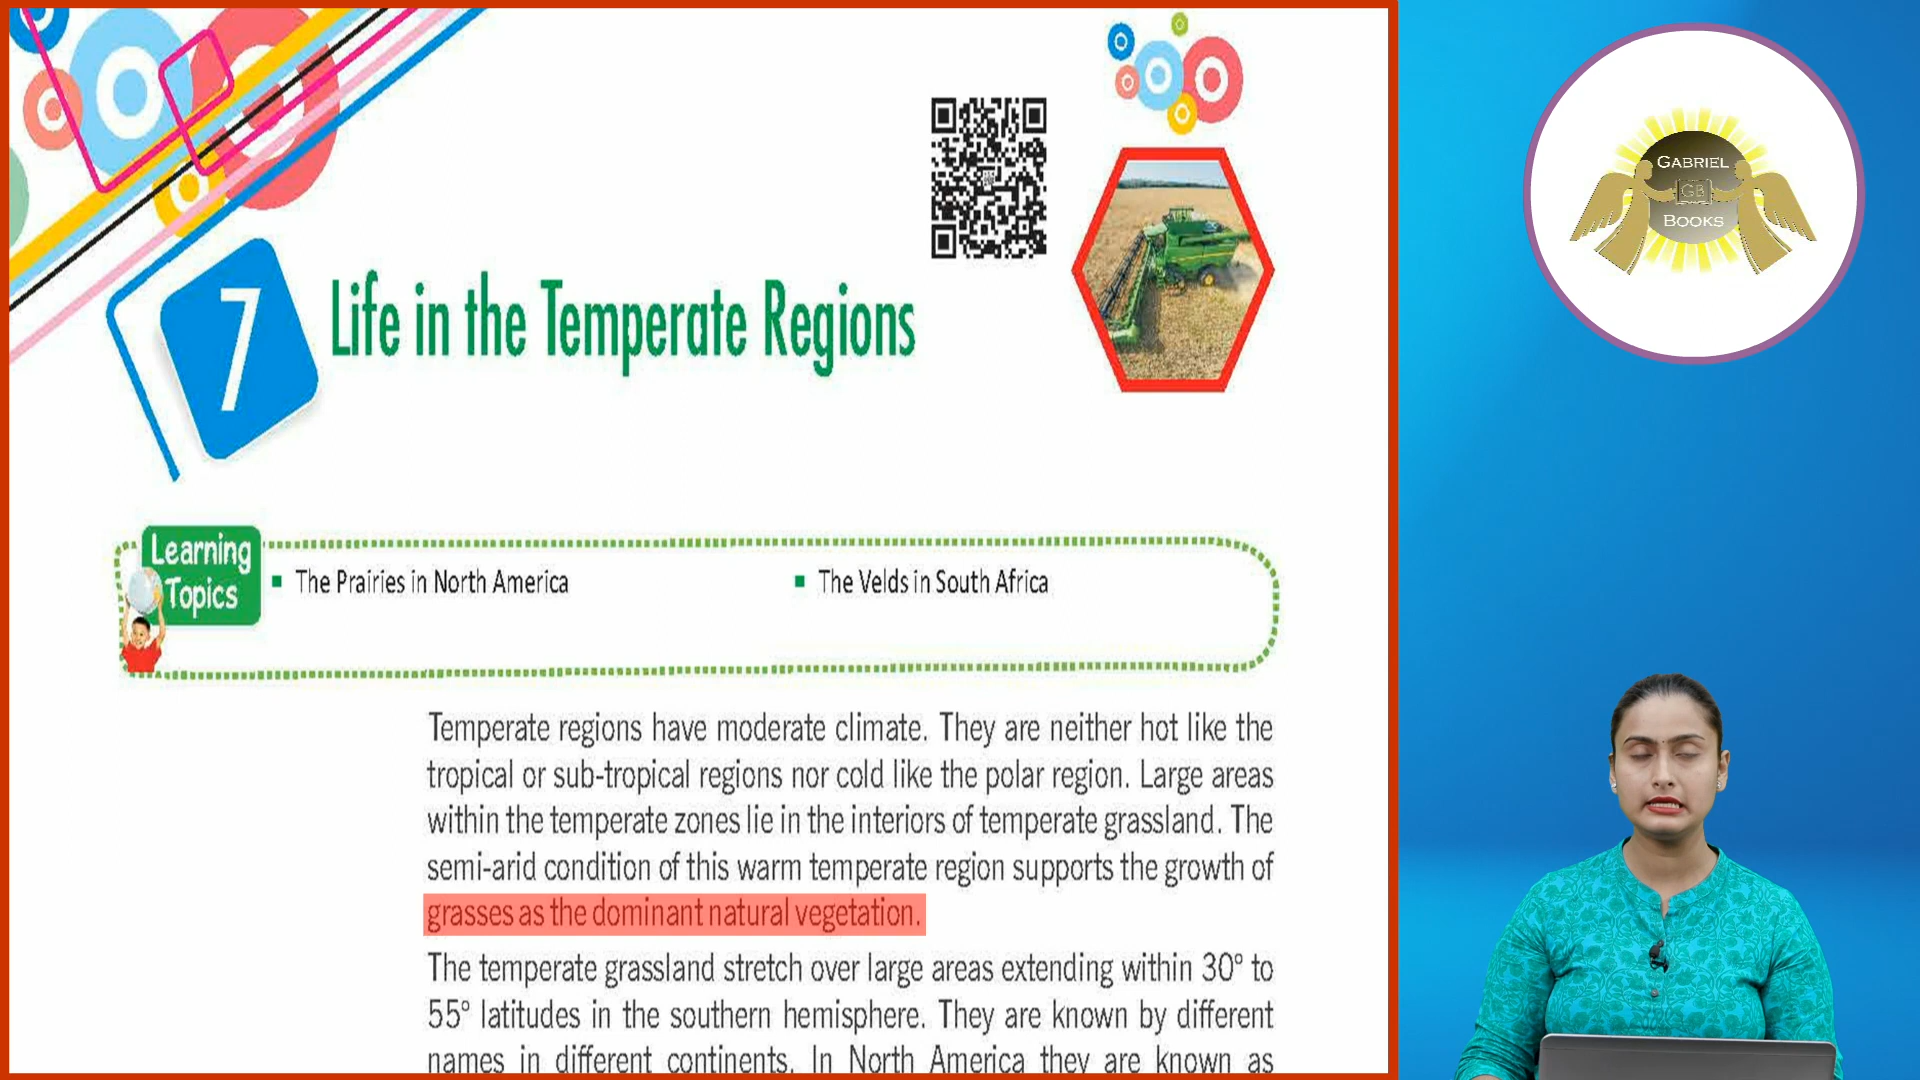 GABRIEL
GB
BOOKS
7
Life in the Temperate Regions
Learning
Topics
The Prairies in North America
The Velds in South Africa
Temperate regions have moderate climate. They are neither hot like the
tropical or sub-tropical regions nor cold like the polar region. Large areas
within the temperate zones lie in the interiors of temperate grassland. The
semi-arid condition of this warm temperate region supports the growth of
grasses as the dominant natural vegetation.
The temperate grassland stretch over large areas extending within 30° to
55° latitudes in the southern hemisphere. They are known by different
names in different continents. In North America they are known as